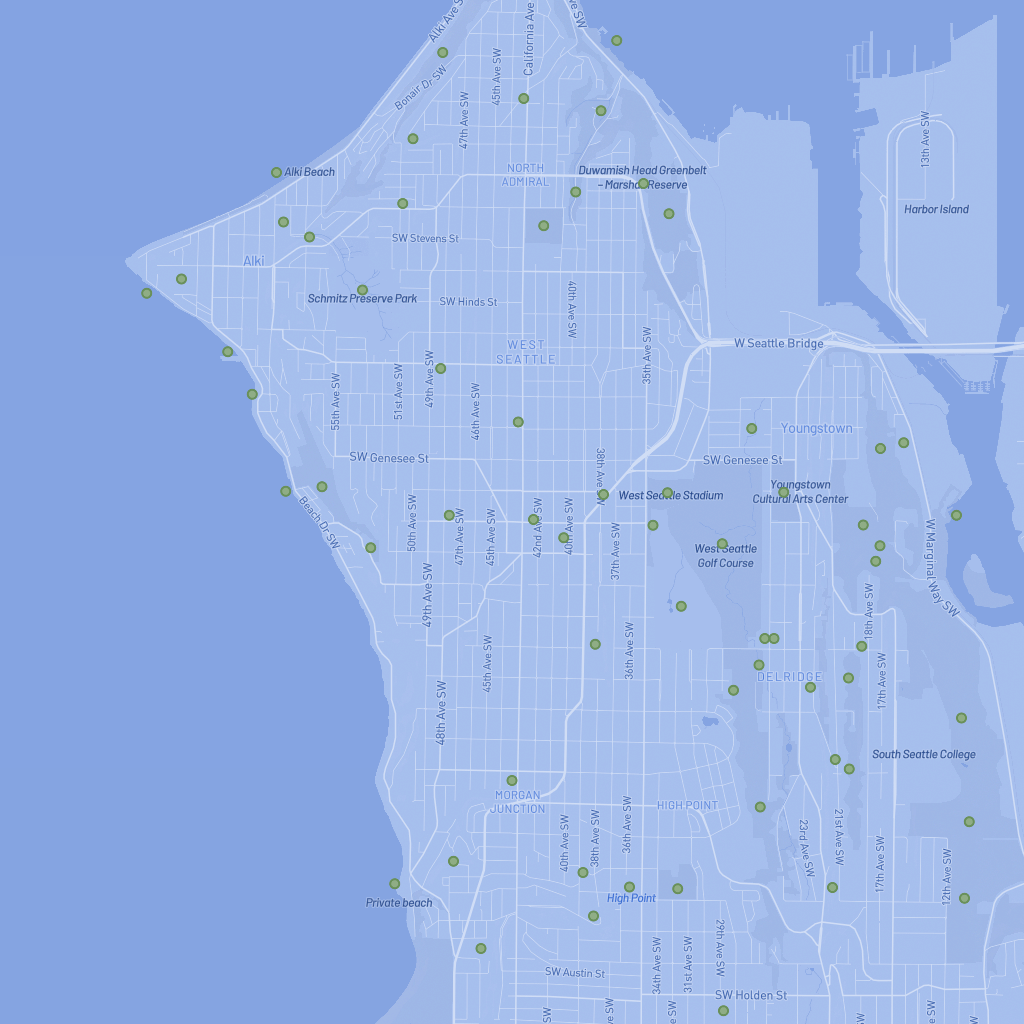 Alki Ave S
California Ave
ve SW
Bonair Dr SW
45th Ave SW
47th Ave SW
13th Ave SW
Alki Beach
NORTH
ADMIRAL
Duwamish Head Greenbelt
Reserve
Harbor Island
SW Stevens St
Alki
Schmitz Preserve Park
SW Hinds St
40th Ave SW
WEST
SEATTLE
35th Ave SW
W Seattle Bridge
55th Ave SW
51st Ave SW
49th Ave SW
46th Ave SW
Youngstown
SW Genesee St
38th Ave SW
SW Genesee St
West Seattle Stadium
Youngstown
Cultural Arts Center
Beach Dr SW
50th Ave SW
47th Ave SW
45th Ave SW
42nd Ave SW
40th Ave SW
37th Ave SW
West Seattle
Golf Course
W Marginal Way SW
49th Ave SW
18th Ave SW
45th Ave SW
36th Ave SW
17th Ave SW
DELRIDGE
48th Ave SW
South Seattle College
MORGAN
JUNCTION
HIGH POINT
40th Ave SW
38th Ave SW
36th Ave SW
23rd Ave SW
21st Ave SW
17th Ave SW
12th Ave SW
Private beach
High Point
29th Ave SW
34th Ave SW
31st Ave SW
SW Austin St
SW Holden St
SW
ve SW
SW
SW
SW
SW